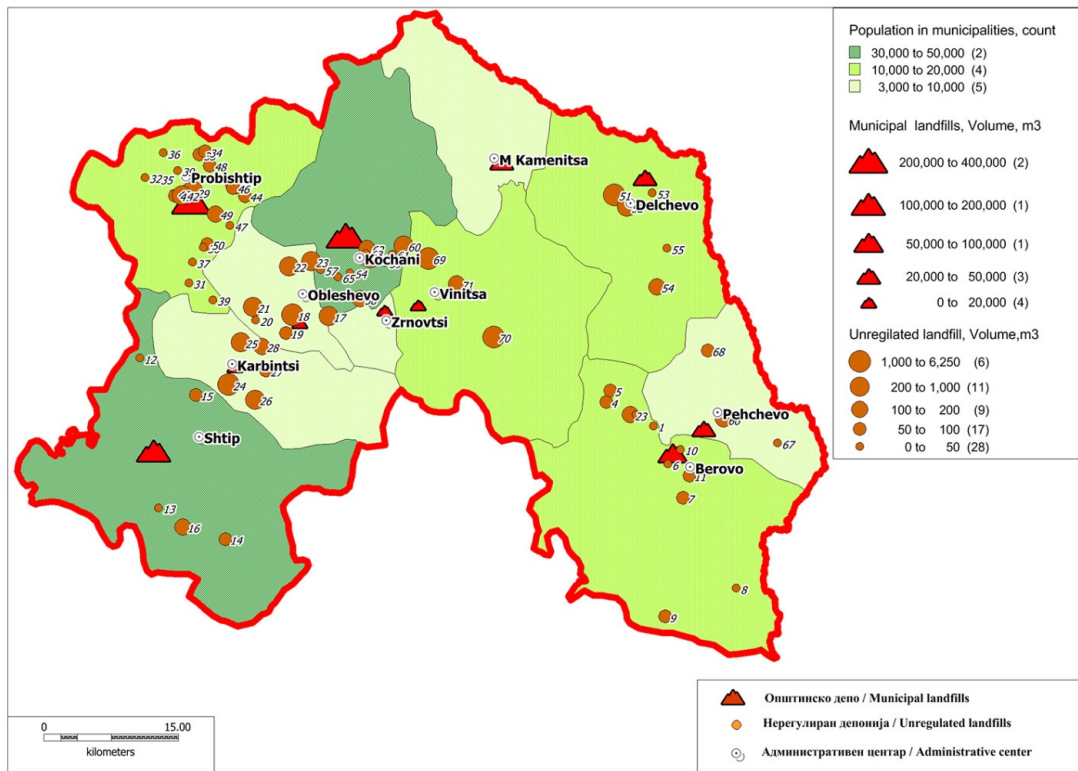 Population in municipalities, count
30,000 to 50,000 (2)
10,000 to 20,000 (4)
3,000 to 10,000 (5)
Municipal landfills, Volume, m3
200,000 to 400,000 (2)
100,000 to 200,000 (1)
50,000 to 100,000 (1)
20,000 to 50,000 (3)
0 to 20,000 (4)
Unregilated landfill, Volume,m3
1,000 to 6,250 (6)
200 to 1,000 (11)
100 to 200 (9)
50 to 100 (17)
0 to 50 (28)
M Kamenitsa
36
34
48
32
35
Probishtip
29
46
44
49
47
50
37
31
39
51
53
Delchevo
55
54
60
Kochani
69
22
23
57
65
64
71
Vinitsa
Obleshevo
21
20
18
17
19
Zrnovtsi
70
25
28
27
Karbintsi
24
26
12
15
Shtip
13
16
14
68
5
4
23
1
Pehchevo
67
10
6
Berovo
11
7
8
9
0 15.00
kilometers
Општинско депо / Municipal landfills
Нерегулиран депонија / Unregulated landfills
Административен центар / Administrative center